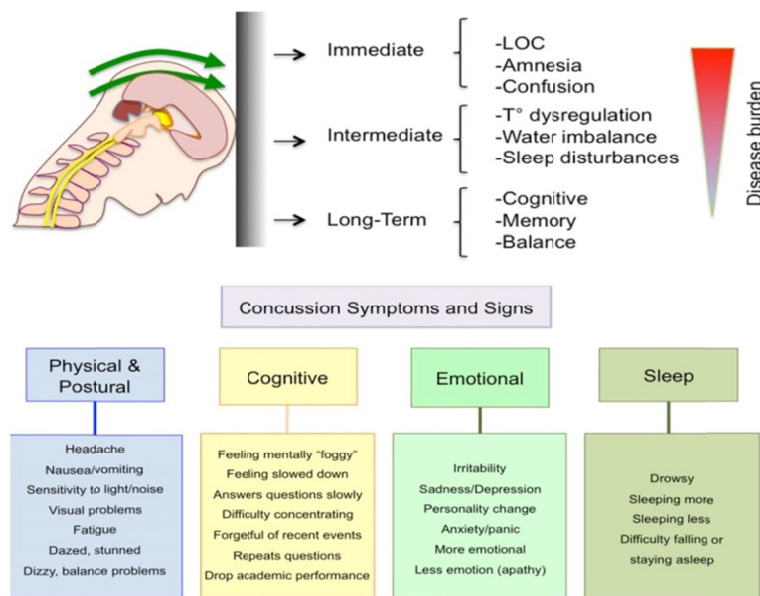 Immediate
-LOC
-Amnesia
-Confusion
Intermediate
-T° dysregulation
-Water imbalance
-Sleep disturbances
Long-Term
-Cognitive
-Memory
-Balance
Disease burden
Concussion Symptoms and Signs
Physical &
Postural
Headache
Nausea/vomiting
Sensitivity to light/noise
Visual problems
Fatigue
Dazed, stunned
Dizzy, balance problems
Cognitive
Feeling mentally “foggy”
Feeling slowed down
Answers questions slowly
Difficulty concentrating
Forgetful of recent events
Repeats questions
Drop academic performance
Emotional
Irritability
Sadness/Depression
Personality change
Anxiety/panic
More emotional
Less emotion (apathy)
Sleep
Drowsy
Sleeping more
Sleeping less
Difficulty falling or
staying asleep